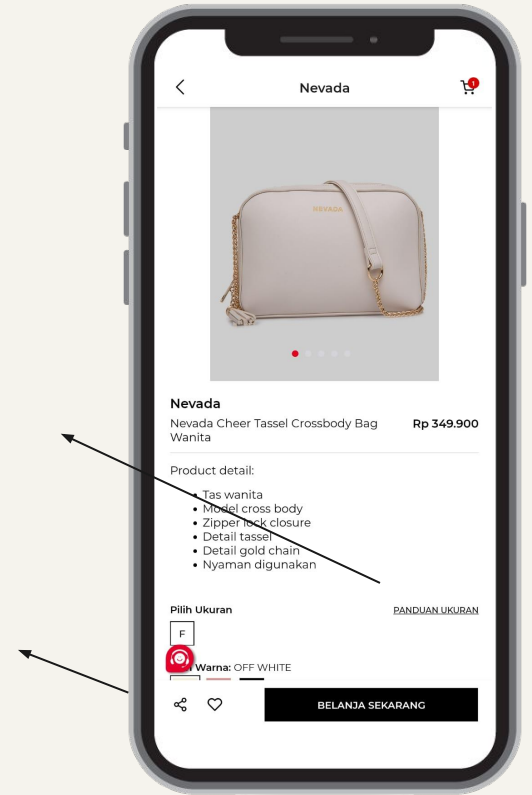 Nevada
1
NEVADA
Nevada
Nevada Cheer Tassel Crossbody Bag
Wanita
Rp 349.900
Product detail:
• Tas wanita
• Model cross body
• Zipper lock closure
• Detail tassel
• Detail gold chain
• Nyaman digunakan
Pilih Ukuran
PANDUAN UKURAN
F
Warna: OFF WHITE
BELANJA SEKARANG